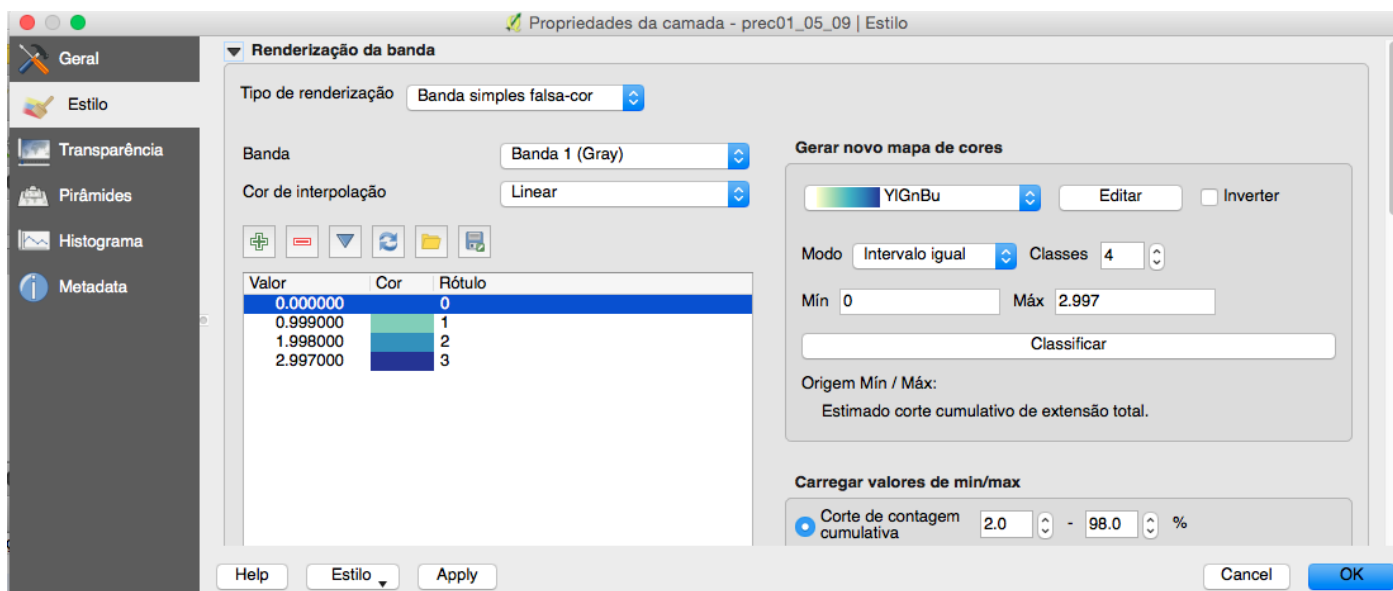 Propriedades da camada - prec01_05_09 | Estilo
Geral
Estilo
Transparência
Pirâmides
Histograma
Metadata
Renderização da banda
Tipo de renderização Banda simples falsa-cor
Banda Banda 1 (Gray)
Cor de interpolação Linear
Valor Cor Rótulo
0.000000 0
0.999000 1
1.998000 2
2.997000 3
Gerar novo mapa de cores
YlGnBu Editar Inverter
Modo Intervalo igual Classes 4
Mín 0 Máx 2.997
Classificar
Origem Mín / Máx:
Estimado corte cumulativo de extensão total.
Carregar valores de min/max
Corte de contagem
cumulativa 2.0 - 98.0 %
Help Estilo Apply Cancel OK